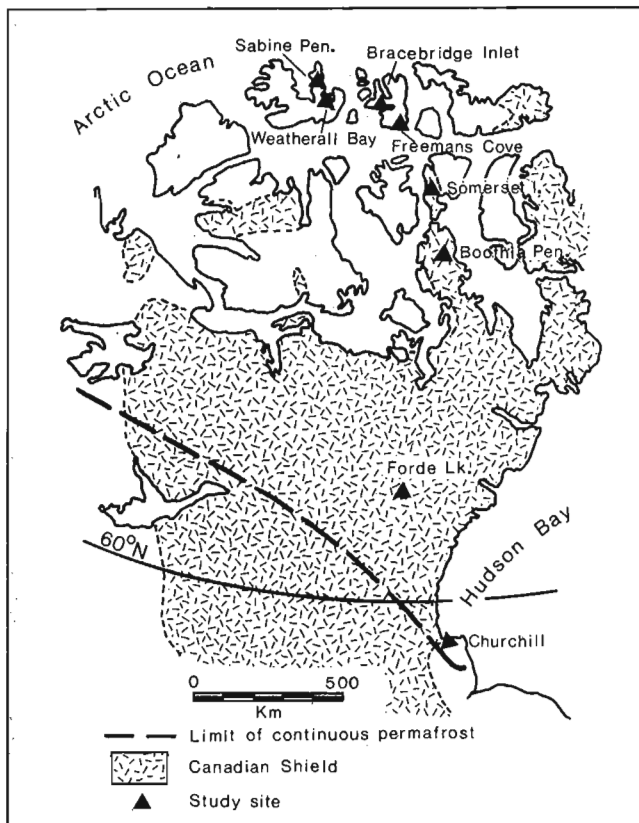 Sabine Pen.
Bracebridge Inlet
Arctic Ocean
Weatherall Bay
Freemans Cove
Somerset I.
Boothia Pen.
Forde Lk.
60°N
Hudson Bay
Churchill
0 500
Km
Limit of continuous permafrost
Canadian Shield
Study site